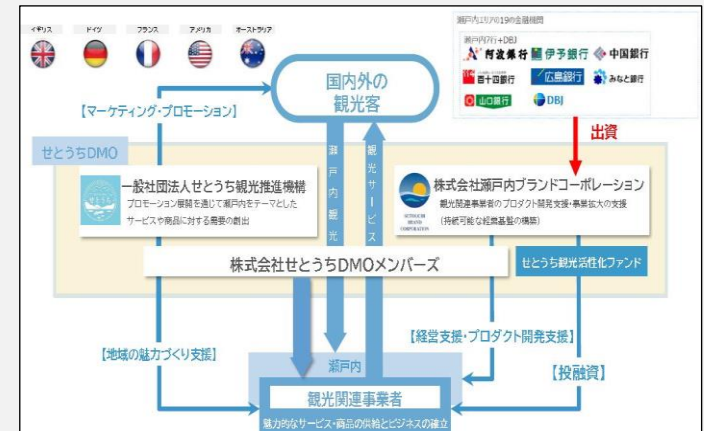 イギリス
ドイツ
フランス
アメリカ
オーストラリア
瀬戸内エリアの19の金融機関
瀬戸内7行+DBJ
阿波銀行
伊予銀行
中国銀行
百十四銀行
広島銀行
みなと銀行
山口銀行
DBJ
国内外の
観光客
【マーケティング・プロモーション】
出資
せとうちDMO
瀬戸内観光
観光サービス
一般社団法人せとうち観光推進機構
プロモーション展開を通じて瀬戸内をテーマとした
サービスや商品に対する需要の創出
SETOUCHI
BRAND
CORPORATION
株式会社瀬戸内ブランドコーポレーション
観光関連事業者のプロダクト開発支援・事業拡大の支援
（持続可能な経営基盤の構築）
株式会社せとうちDMOメンバーズ
せとうち観光活性化ファンド
【地域の魅力づくり支援】
【経営支援・プロダクト開発支援】
【投融資】
瀬戸内
観光関連事業者
魅力的なサービス・商品の供給とビジネスの確立